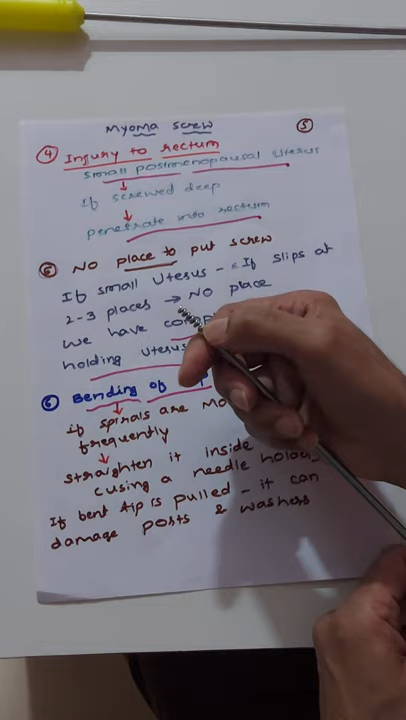 Myoma screw
5
4 Injury to rectum
small postmenopausal uterus
If screwed deep
penetrate into rectum
5 NO place to put screw
If small uterus - If slips at
2-3 places → NO place
we have
holding uterus
6 Bending of
if spirals are
frequently
straighten it inside
using a needle holder
If bent tip is pulled - it can
damage posts & washers